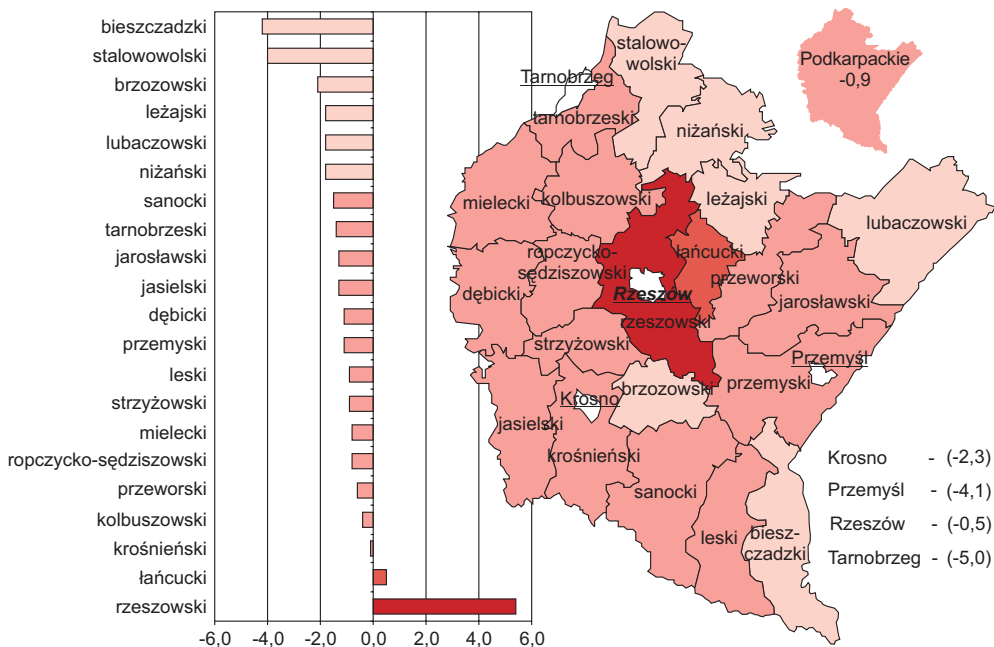 bieszczadzki
stalowowolski
brzozowski
leżajski
lubaczowski
niżański
sanocki
tarnobrzeski
jarosławski
jasielski
dębicki
przemyski
leski
strzyżowski
mielecki
ropczycko-sędziszowski
przeworski
kolbuszowski
krośnieński
łańcucki
rzeszowski
-6,0 -4,0 -2,0 0,0 2,0 4,0 6,0
stalowo-
wolski
Tarnobrzeg
tarnobrzeski
niżański
mielecki
kolbuszowski
leżajski
lubaczowski
ropczycko-
sędziszowski
łańcucki
przeworski
dębicki
Rzeszów
jarosławski
rzeszowski
strzyżowski
Przemyśl
przemyski
brzozowski
Krosno
jasielski
krośnieński
sanocki
leski
biesz-
czadzki
Podkarpackie
-0,9
Krosno - (-2,3)
Przemyśl - (-4,1)
Rzeszów - (-0,5)
Tarnobrzeg - (-5,0)